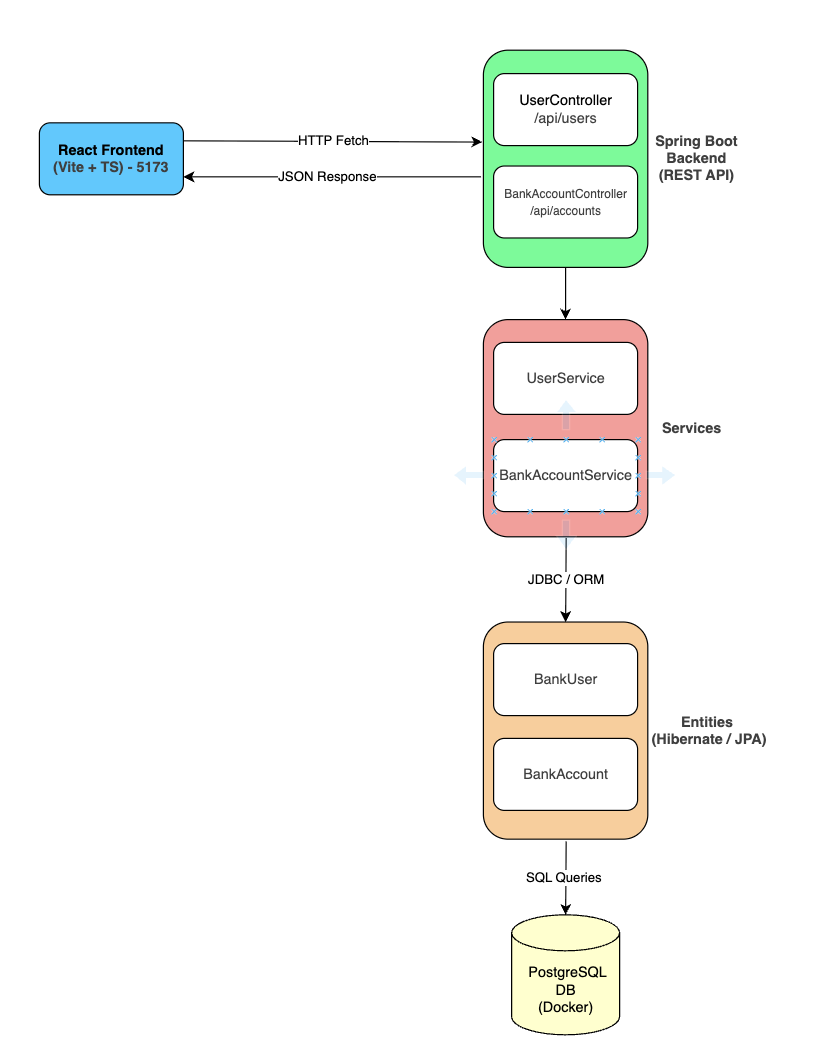 UserController
/api/users
React Frontend
(Vite + TS) - 5173
HTTP Fetch
JSON Response
Spring Boot
Backend
(REST API)
BankAccountController
/api/accounts
UserService
Services
BankAccountService
JDBC / ORM
BankUser
Entities
(Hibernate / JPA)
BankAccount
SQL Queries
PostgreSQL
DB
(Docker)